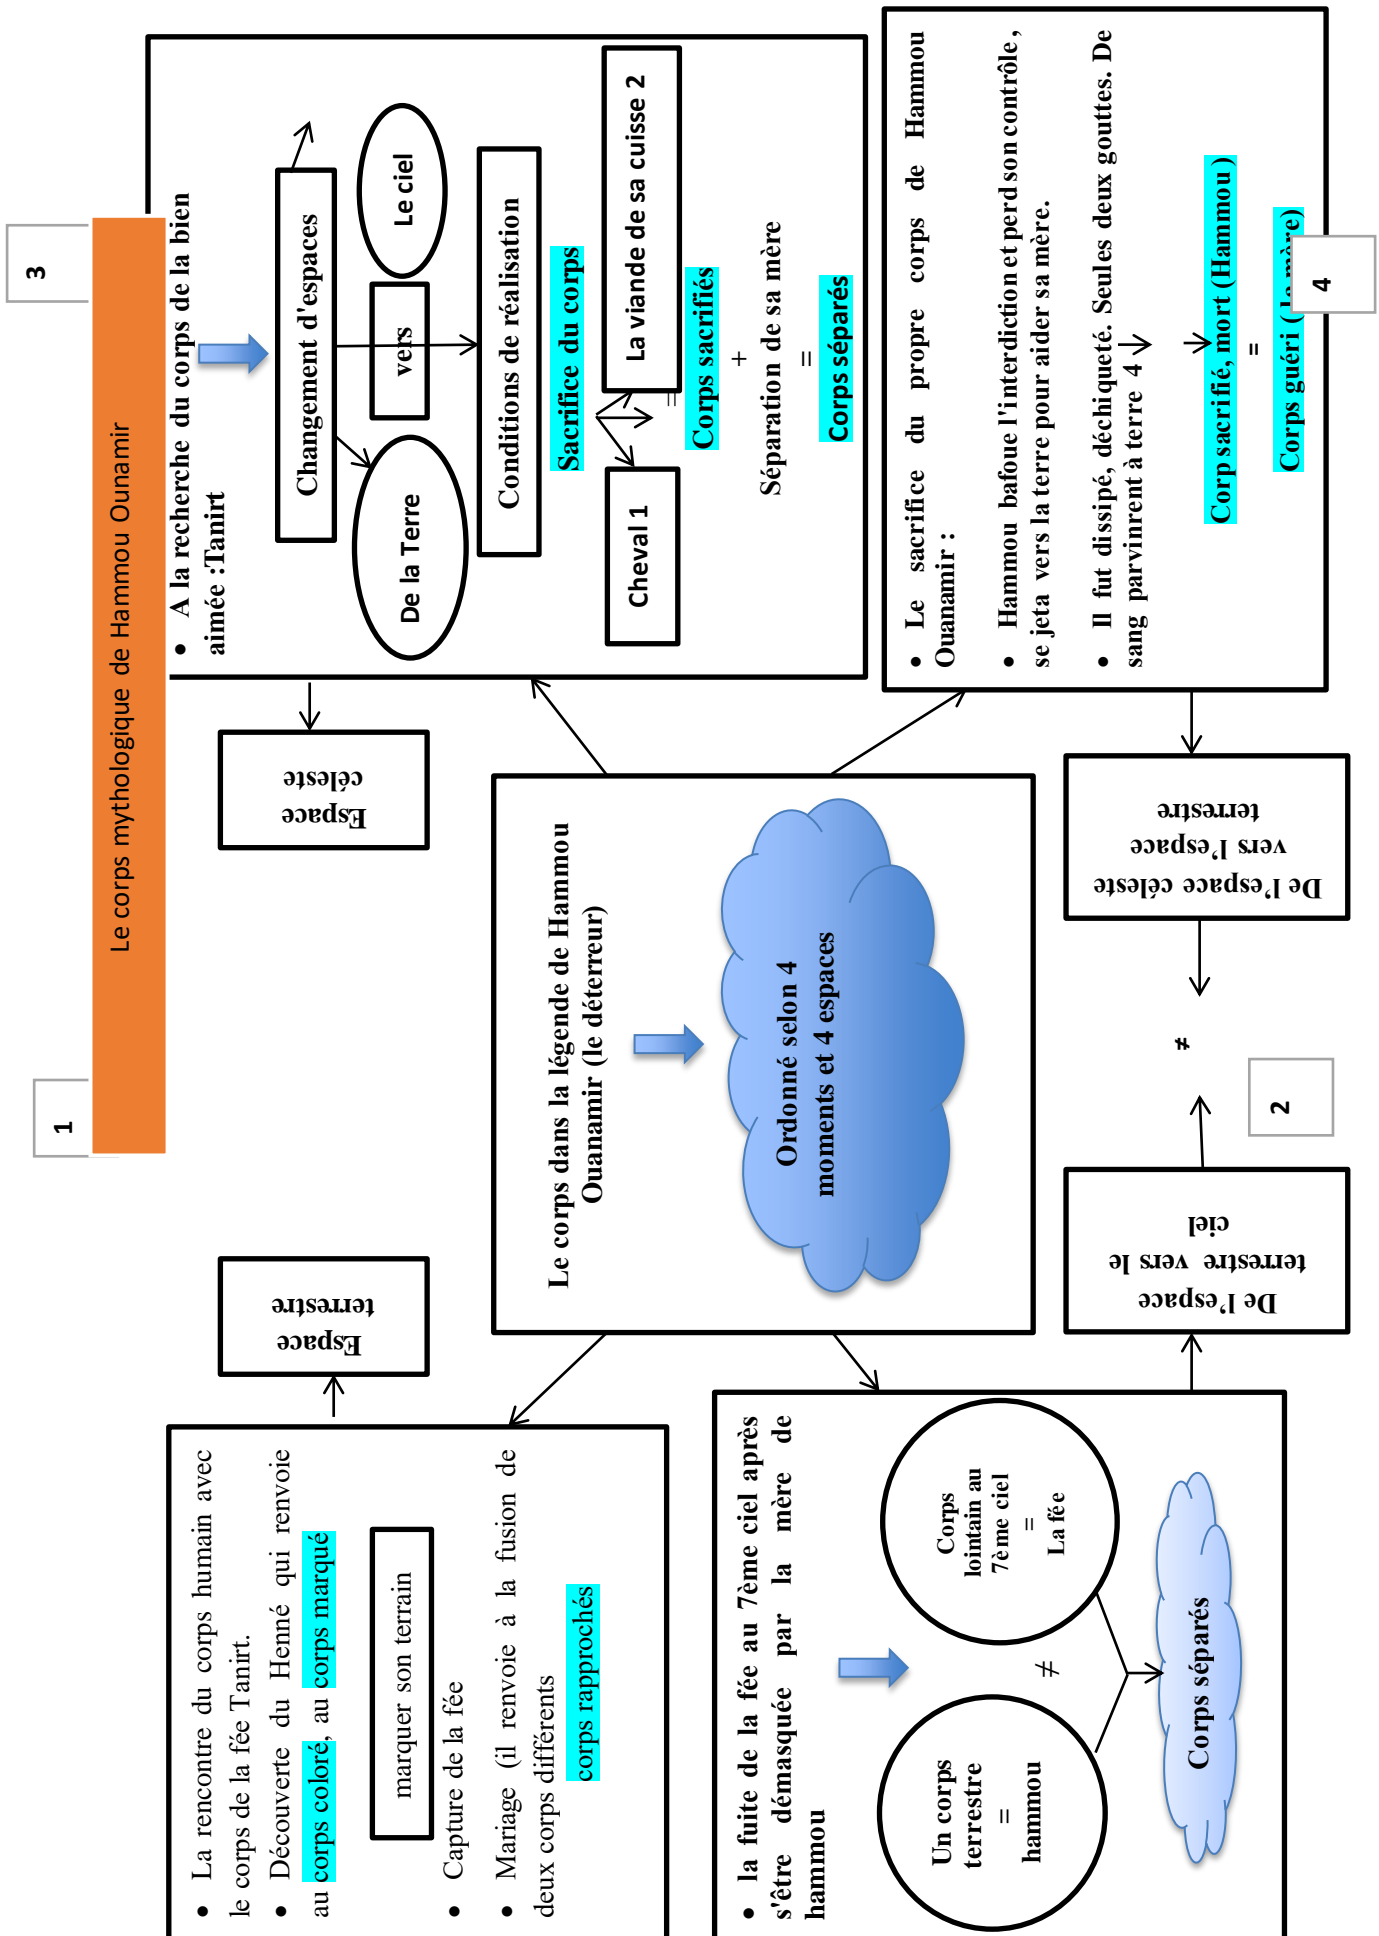 Le corps mythologique de Hammou Ounamir
1
• La rencontre du corps humain avec
le corps de la fée Tanirt.
• Découverte du Henné qui renvoie
au corps coloré, au corps marqué
marquer son terrain
• Capture de la fée
• Mariage (il renvoie à la fusion de
deux corps différents
corps rapprochés
Espace
terrestre
3
• A la recherche du corps de la bien
aimée :Tanirt
Changement d'espaces
De la Terre
vers
Le ciel
Conditions de réalisation
Sacrifice du corps
Cheval 1
La viande de sa cuisse 2
=
Corps sacrifiés
+
Séparation de sa mère
=
Corps séparés
Espace
céleste
Le corps dans la légende de Hammou
Ouanamir (le déterreur)
Ordonné selon 4
moments et 4 espaces
• la fuite de la fée au 7ème ciel après
s'être démasquée par la mère de
hammou
Un corps
terrestre
=
hammou
≠
Corps
lointain au
7ème ciel
=
La fée
Corps séparés
De l'espace
terrestre vers le
ciel
2
≠
De l'espace céleste
vers l'espace
terrestre
• Le sacrifice du propre corps de Hammou
Ouanamir :
• Hammou bafoue l'interdiction et perd son contrôle ,
se jeta vers la terre pour aider sa mère.
• Il fut dissipé, déchiqueté. Seules deux gouttes. De
sang parvinrent à terre 4
Corp sacrifié, mort (Hammou )
=
Corps guéri ( la mère)
4